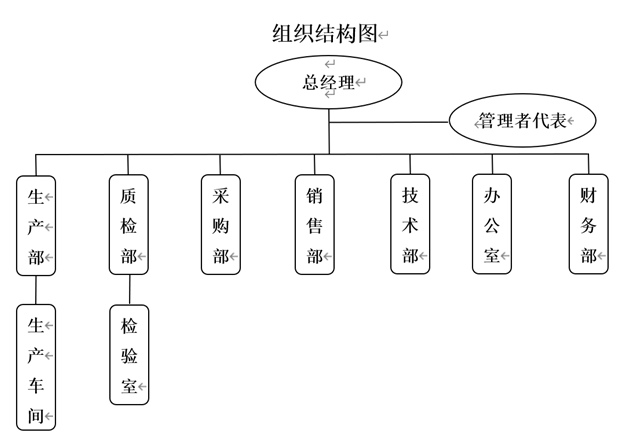 组织结构图
总经理
管理者代表
生产部
质检部
采购部
销售部
技术部
办公室
财务部
生产车间
检验室